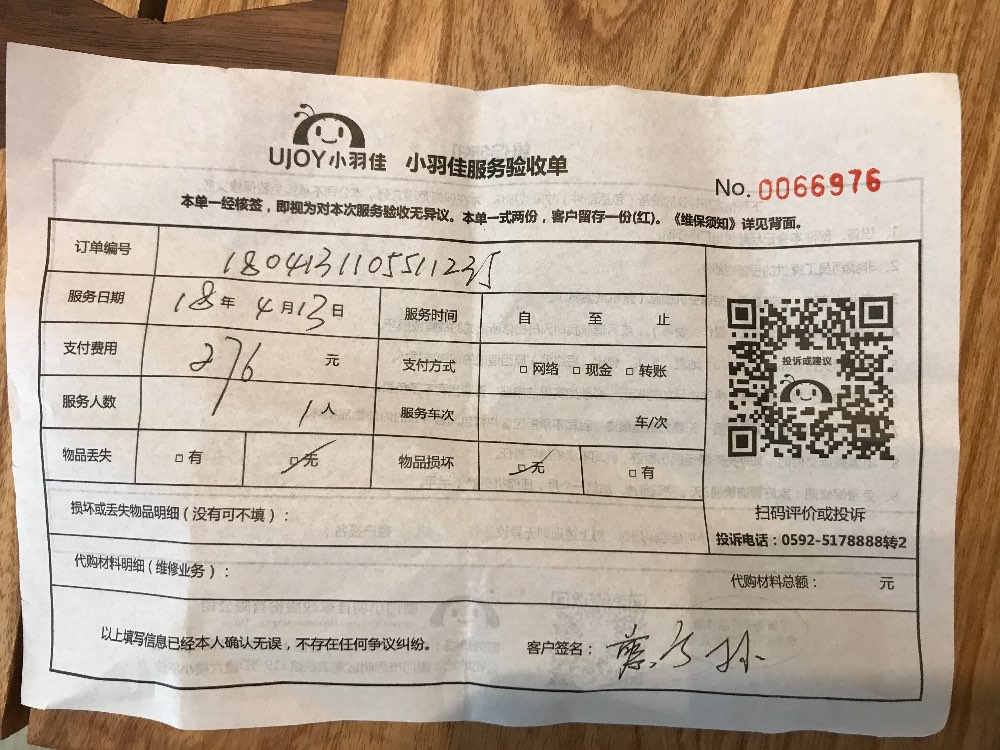 UJOY小羽佳 小羽佳服务验收单
No. 0066976
本单一经核签，即视为对本次服务验收无异议。本单一式两份，客户留存一份(红)。《维保须知》详见背面。
订单编号 1804131105511235
服务日期 18年4月13日 服务时间 自 至 止
支付费用 276 元 支付方式 □网络 □现金 □转账
服务人数 1人 服务车次 车/次
物品丢失 □有 □无 物品损坏 □无 □有
投诉或建议
扫码评价或投诉
投诉电话：0592-5178888转2
损坏或丢失物品明细（没有可不填）：
代购材料明细（维修业务）： 代购材料总额： 元
以上填写信息已经本人确认无误，不存在任何争议纠纷。 客户签名：